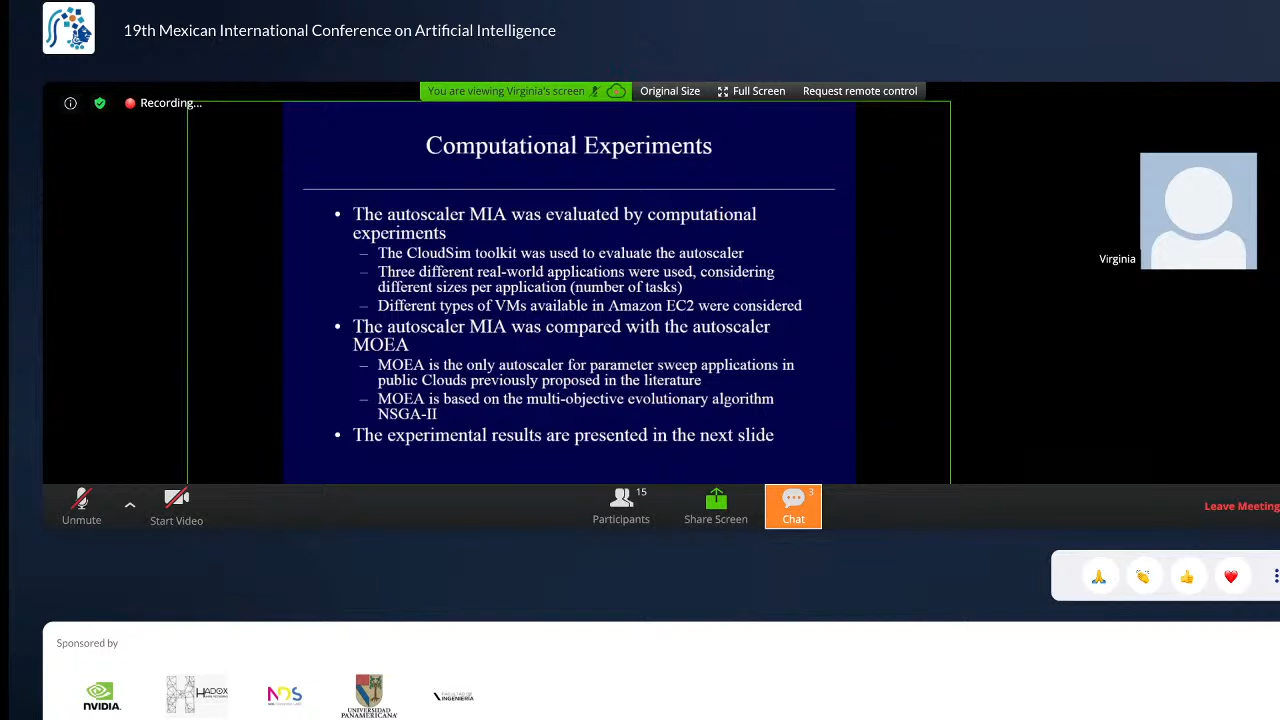 19th Mexican International Conference on Artificial Intelligence
You are viewing Virginia's screen
Original Size
Full Screen
Request remote control
Recording...
Computational Experiments
• The autoscaler MIA was evaluated by computational
experiments
– The CloudSim toolkit was used to evaluate the autoscaler
– Three different real-world applications were used, considering
different sizes per application (number of tasks)
– Different types of VMs available in Amazon EC2 were considered
• The autoscaler MIA was compared with the autoscaler
MOEA
– MOEA is the only autoscaler for parameter sweep applications in
public Clouds previously proposed in the literature
– MOEA is based on the multi-objective evolutionary algorithm
NSGA-II
• The experimental results are presented in the next slide
Virginia
Unmute
Start Video
15
Participants
Share Screen
3
Chat
Leave Meeting
Sponsored by
NVIDIA.
HADOX
NDS
UNIVERSIDAD
PANAMERICANA
INGENIERÍA